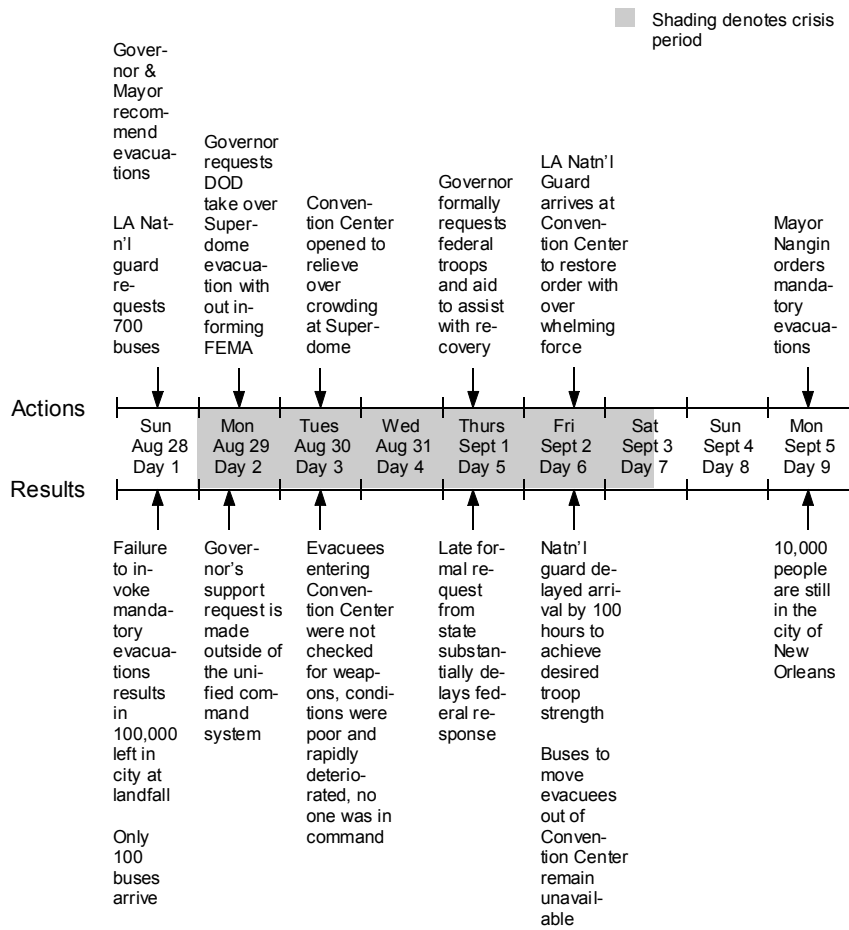 Shading denotes crisis
period
Gover-
nor &
Mayor
recom-
mend
evacua-
tions
LA Nat-
n'l
guard
re-
quests
700
buses
Governor
requests
DOD
take over
Super-
dome
evacua-
tion with
out in-
forming
FEMA
Conven-
tion Center
opened to
relieve
over
crowding
at Super-
dome
Governor
formally
requests
federal
troops
and aid
to assist
with re-
covery
LA Natn'l
Guard
arrives at
Conven-
tion Center
to restore
order with
over
whelming
force
Mayor
Nangin
orders
manda-
tory
evacua-
tions
Actions
Sun
Aug 28
Day 1
Mon
Aug 29
Day 2
Tues
Aug 30
Day 3
Wed
Aug 31
Day 4
Thurs
Sept 1
Day 5
Fri
Sept 2
Day 6
Sat
Sept 3
Day 7
Sun
Sept 4
Day 8
Mon
Sept 5
Day 9
Results
Failure
to in-
voke
manda-
tory
evacua-
tions
results
in
100,000
left in
city at
landfall
Only
100
buses
arrive
Gover-
nor's
support
request is
made
outside of
the uni-
fied com-
mand
system
Evacuees
entering
Conven-
tion Center
were not
checked
for weap-
ons, condi-
tions were
poor and
rapidly
deterio-
rated, no
one was in
command
Late for-
mal re-
quest
from
state
substan-
tially de-
lays fed-
eral re-
sponse
Natn'l
guard de-
layed arri-
val by 100
hours to
achieve
desired
troop
strength
Buses to
move
evacuees
out of
Conven-
tion Center
remain
unavail-
able
10,000
people
are still
in the
city of
New
Orleans